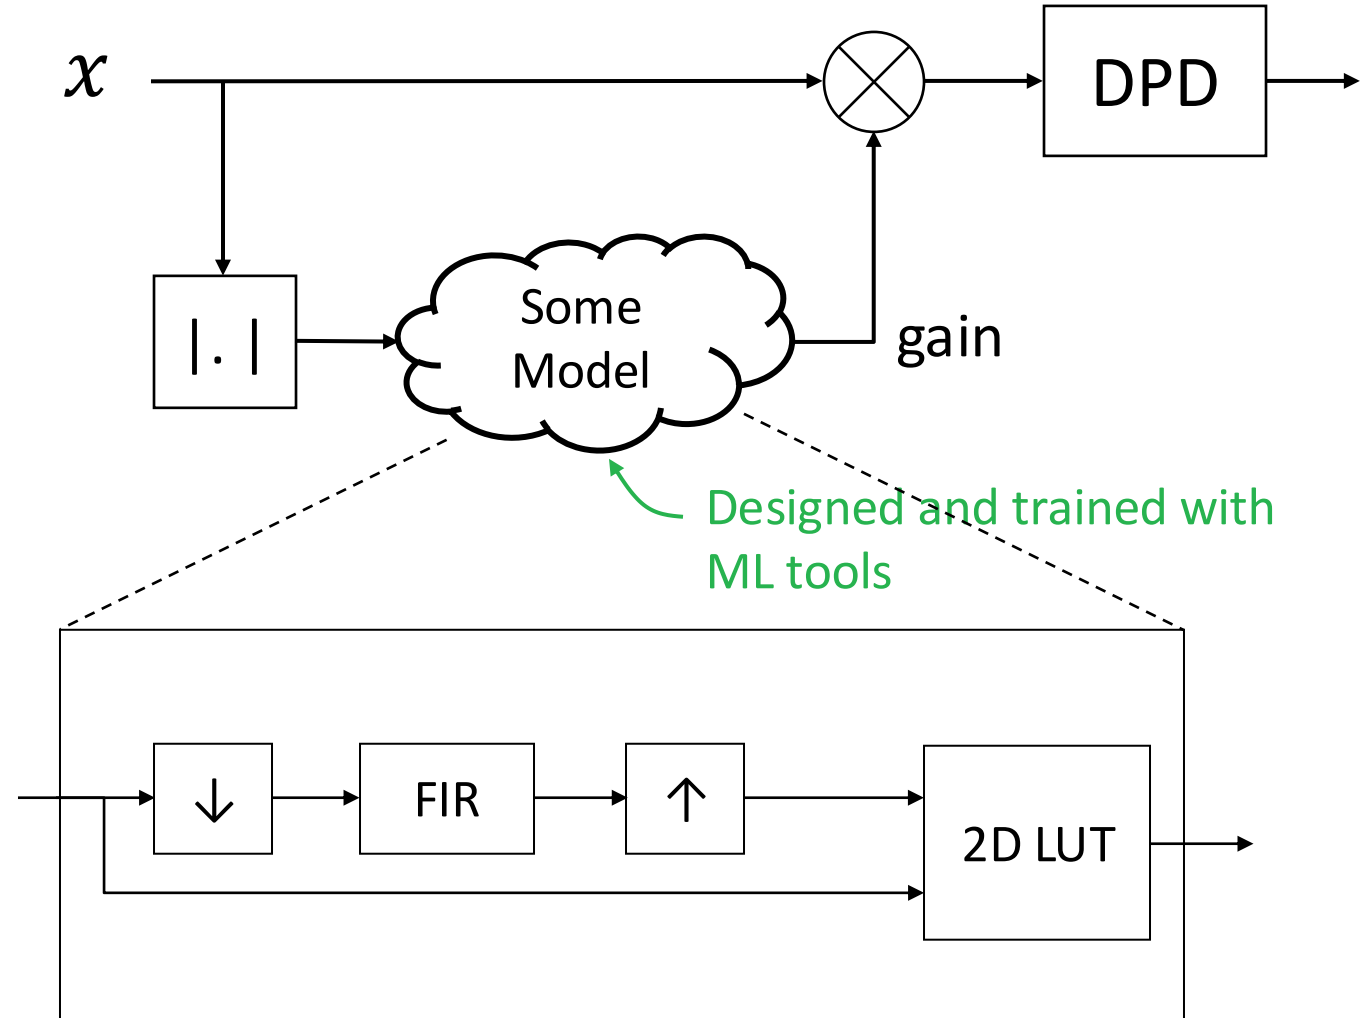 x
DPD
|.|
Some
Model
gain
Designed and trained with
ML tools
↓
FIR
↑
2D LUT